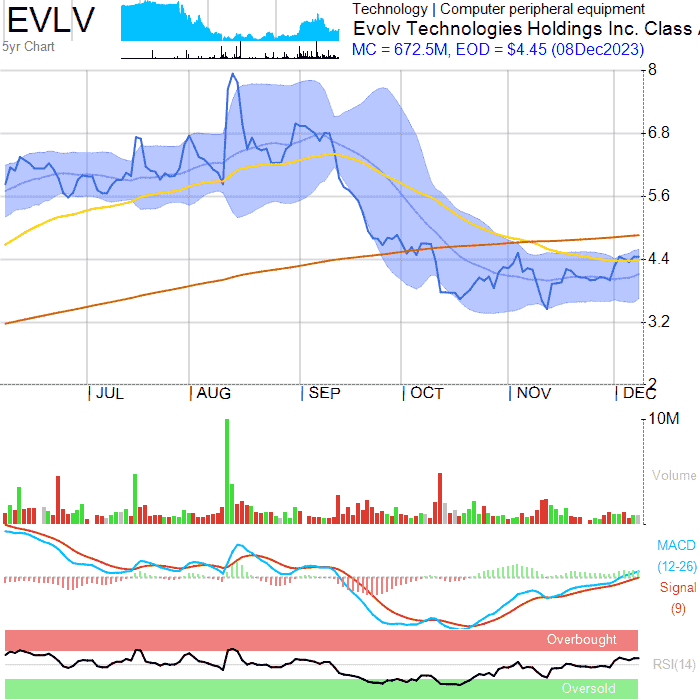 EVLV
5yr Chart
Technology | Computer peripheral equipment
Evolv Technologies Holdings Inc. Class
MC = 672.5M, EOD = $4.45 (08Dec2023)
8
6.8
5.6
4.4
3.2
2
JUL AUG SEP OCT NOV DEC
10M
Volume
MACD
(12-26)
Signal
(9)
Overbought
RSI(14)
Oversold